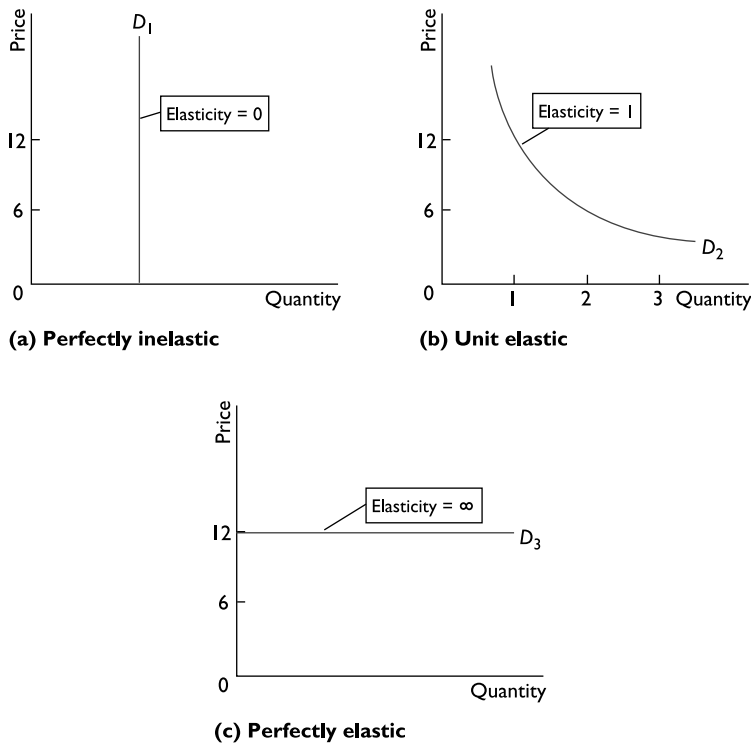 Price
D1
Elasticity = 0
12
6
0
Quantity
(a) Perfectly inelastic
Price
Elasticity = 1
12
6
D2
0
1 2 3 Quantity
(b) Unit elastic
Price
Elasticity = ∞
12
D3
6
0
Quantity
(c) Perfectly elastic